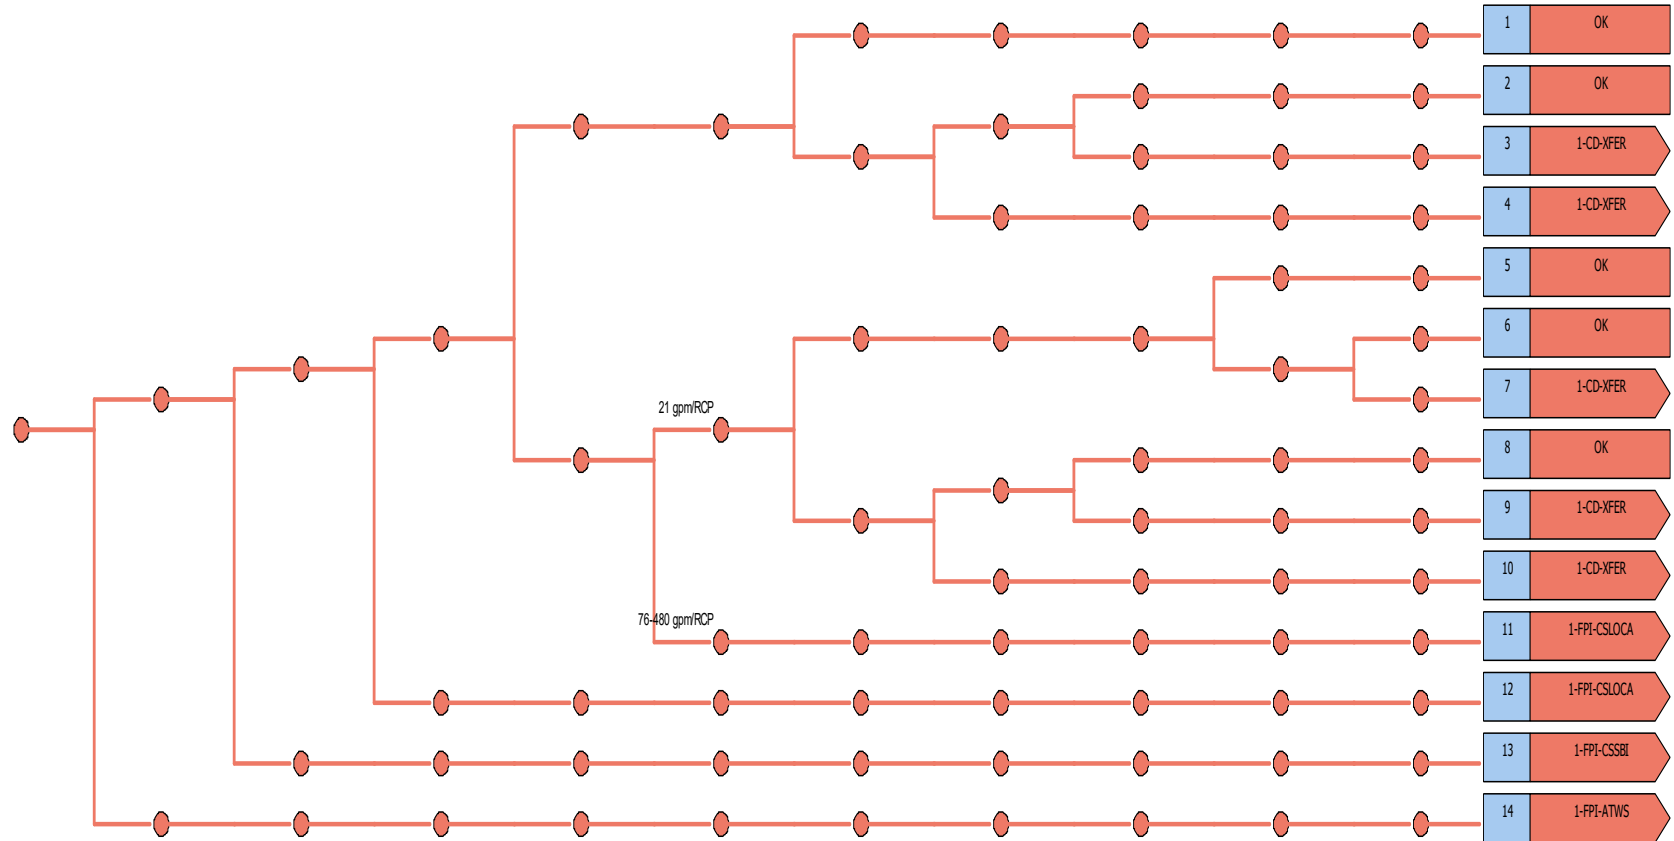 1 OK
2 OK
3 1-CD-XFER
4 1-CD-XFER
5 OK
6 OK
7 1-CD-XFER
21 gpm/RCP
8 OK
9 1-CD-XFER
10 1-CD-XFER
76-480 gpm/RCP
11 1-FPI-CSLOCA
12 1-FPI-CSLOCA
13 1-FPI-CSSBI
14 1-FPI-ATWS